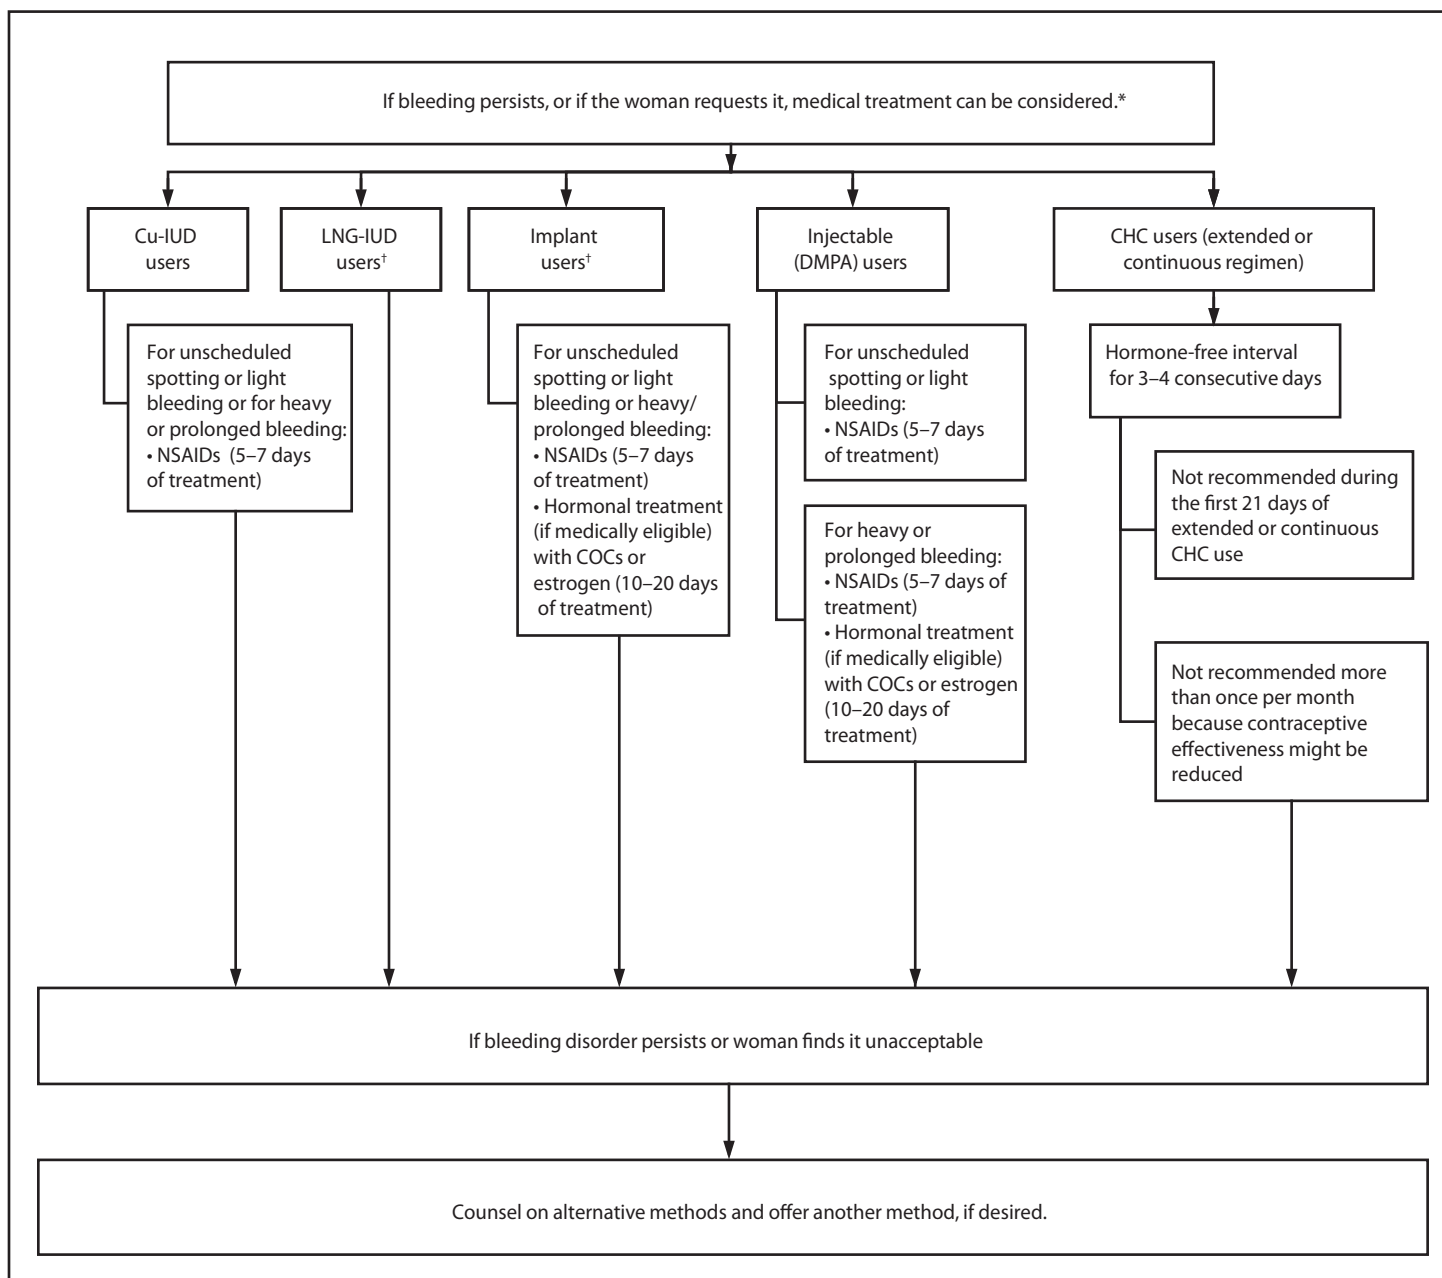 If bleeding persists, or if the woman requests it, medical treatment can be considered.*
Cu-IUD
users
LNG-IUD
users†
Implant
users†
Injectable
(DMPA) users
CHC users (extended or
continuous regimen)
For unscheduled
spotting or light
bleeding or for heavy
or prolonged bleeding:
• NSAIDs (5–7 days
of treatment)
For unscheduled
spotting or light
bleeding or heavy/
prolonged bleeding:
• NSAIDs (5–7 days
of treatment)
• Hormonal treatment
(if medically eligible)
with COCs or
estrogen (10–20 days
of treatment)
For unscheduled
spotting or light
bleeding:
• NSAIDs (5–7 days
of treatment)
For heavy or
prolonged bleeding:
• NSAIDs (5–7 days of
treatment)
• Hormonal treatment
(if medically eligible)
with COCs or estrogen
(10–20 days of
treatment)
Hormone-free interval
for 3–4 consecutive days
Not recommended during
the first 21 days of
extended or continuous
CHC use
Not recommended more
than once per month
because contraceptive
effectiveness might be
reduced
If bleeding disorder persists or woman finds it unacceptable
Counsel on alternative methods and offer another method, if desired.